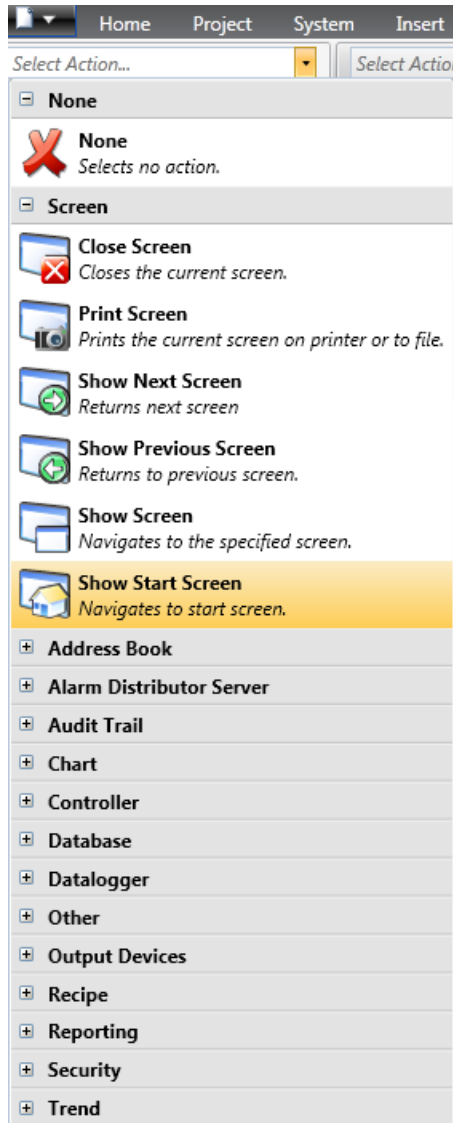 Home Project System Insert
Select Action... Select Actio
None
None
Selects no action.
Screen
Close Screen
Closes the current screen.
Print Screen
Prints the current screen on printer or to file.
Show Next Screen
Returns next screen
Show Previous Screen
Returns to previous screen.
Show Screen
Navigates to the specified screen.
Show Start Screen
Navigates to start screen.
Address Book
Alarm Distributor Server
Audit Trail
Chart
Controller
Database
Datalogger
Other
Output Devices
Recipe
Reporting
Security
Trend